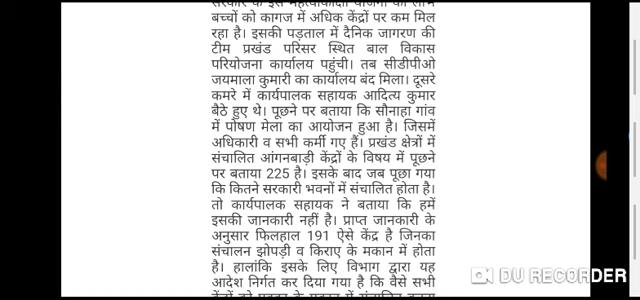 सरकार के इस महत्वाकांक्षी योजना का लाभ
बच्चों को कागज में अधिक केंद्रों पर कम मिल
रहा है। इसकी पड़ताल में दैनिक जागरण की
टीम प्रखंड परिसर स्थित बाल विकास
परियोजना कार्यालय पहुंची। तब सीडीपीओ
जयमाला कुमारी का कार्यालय बंद मिला। दूसरे
कमरे में कार्यपालक सहायक आदित्य कुमार
बैठे हुए थे। पूछने पर बताया कि सौनाहा गांव
में पोषण मेला का आयोजन हुआ है। जिसमें
अधिकारी व सभी कर्मी गए हैं। प्रखंड क्षेत्रों में
संचालित आंगनबाड़ी केंद्रों के विषय में पूछने
पर बताया 225 है। इसके बाद जब पूछा गया
कि कितने सरकारी भवनों में संचालित होता है।
तो कार्यपालक सहायक ने बताया कि हमें
इसकी जानकारी नहीं है। प्राप्त जानकारी के
अनुसार फिलहाल 191 ऐसे केंद्र है जिनका
संचालन झोपड़ी व किराए के मकान में होता
है। हालांकि इसके लिए विभाग द्वारा यह
आदेश निर्गत कर दिया गया है कि वैसे सभी
DU RECORDER